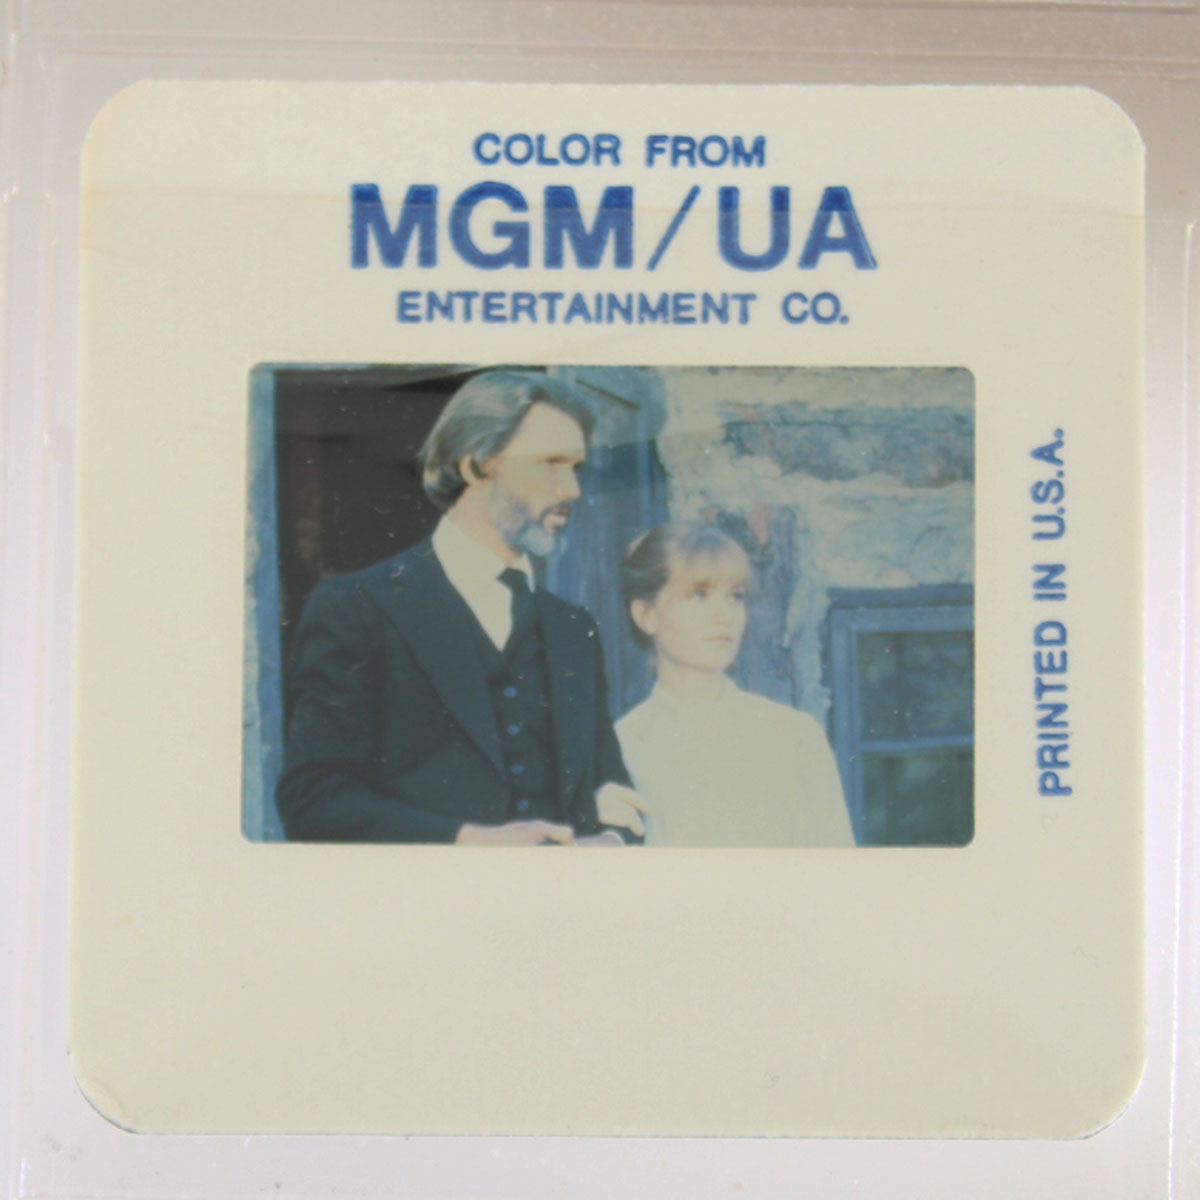 COLOR FROM
MGM/UA
ENTERTAINMENT CO.
PRINTED IN U.S.A.